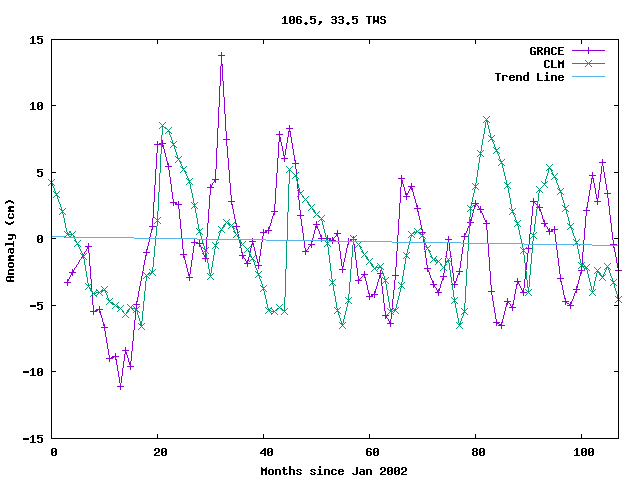 106.5, 33.5 TWS
GRACE
CLM
Trend Line
15
10
5
0
-5
-10
-15
Anomaly (cm)
0 20 40 60 80 100
Months since Jan 2002